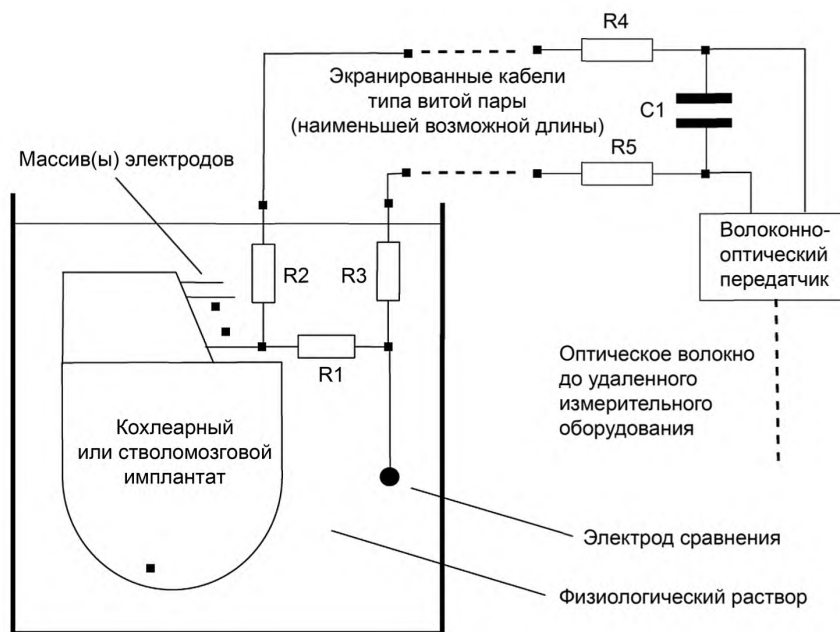 R4
Экранированные кабели
типа витой пары
(наименьшей возможной длины)
C1
R5
Массив(ы) электродов
Волоконно-
оптический
передатчик
R2
R3
R1
Оптическое волокно
до удаленного
измерительного
оборудования
Кохлеарный
или стволомозговой
имплантат
Электрод сравнения
Физиологический раствор